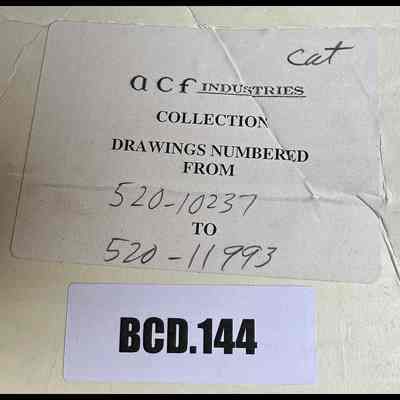 cat
acf INDUSTRIES
COLLECTION
DRAWINGS NUMBERED
FROM
520-10237
TO
520-11993
BCD.144